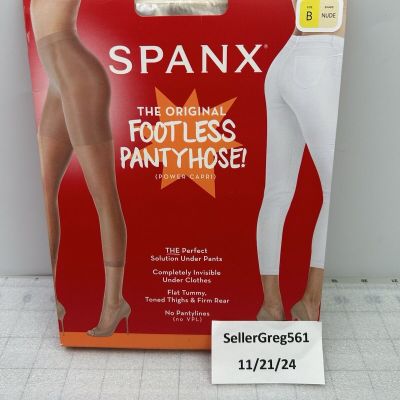 SIZE
B
SHADE
NUDE
SPANX®
THE ORIGINAL
FOOTLESS
PANTYHOSE!
(POWER CAPRI)
THE Perfect
Solution Under Pants
Completely Invisible
Under Clothes
Flat Tummy,
Toned Thighs & Firm Rear
No Pantylines
(no VPL)
SellerGreg561
11/21/24